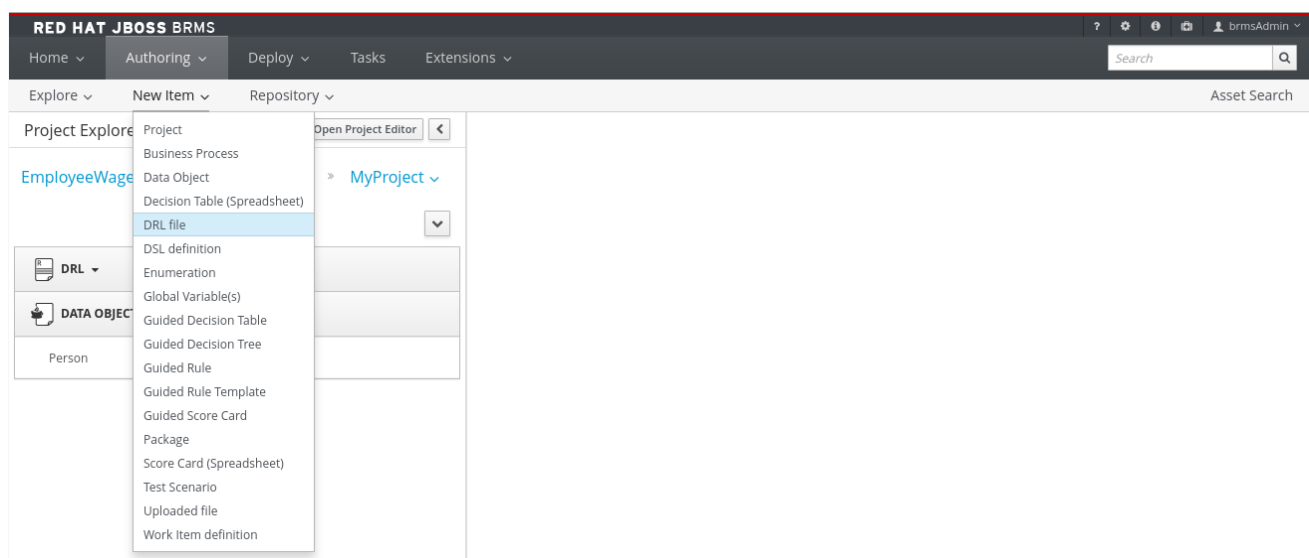 RED HAT JBOSS BRMS ? brmsAdmin
Home Authoring Deploy Tasks Extensions Search
Explore New Item Repository Asset Search
Project Explore Open Project Editor
EmployeeWage » MyProject
Project
Business Process
Data Object
Decision Table (Spreadsheet)
DRL file
DSL definition
Enumeration
Global Variable(s)
Guided Decision Table
Guided Decision Tree
Guided Rule
Guided Rule Template
Guided Score Card
Package
Score Card (Spreadsheet)
Test Scenario
Uploaded file
Work Item definition
DRL
DATA OBJEC
Person